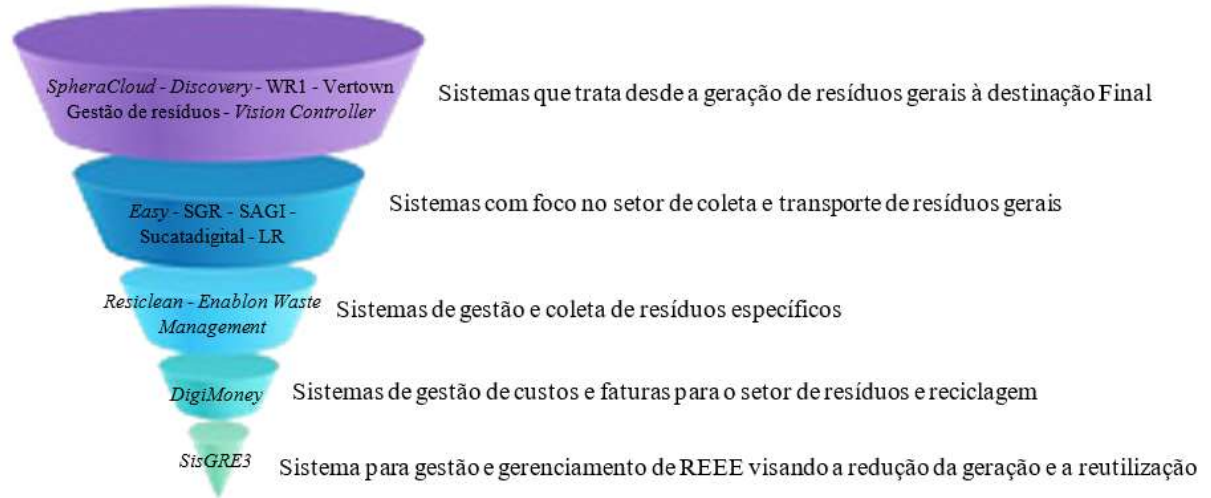 SpheraCloud - Discovery - WR1 - Vertown
Gestão de resíduos - Vision Controller
Sistemas que trata desde a geração de resíduos gerais à destinação Final
Easy - SGR - SAGI -
Sucatadigital - LR
Sistemas com foco no setor de coleta e transporte de resíduos gerais
Resiclean - Enablon Waste
Management
Sistemas de gestão e coleta de resíduos específicos
DigiMoney
Sistemas de gestão de custos e faturas para o setor de resíduos e reciclagem
SisGRE3
Sistema para gestão e gerenciamento de REEE visando a redução da geração e a reutilização